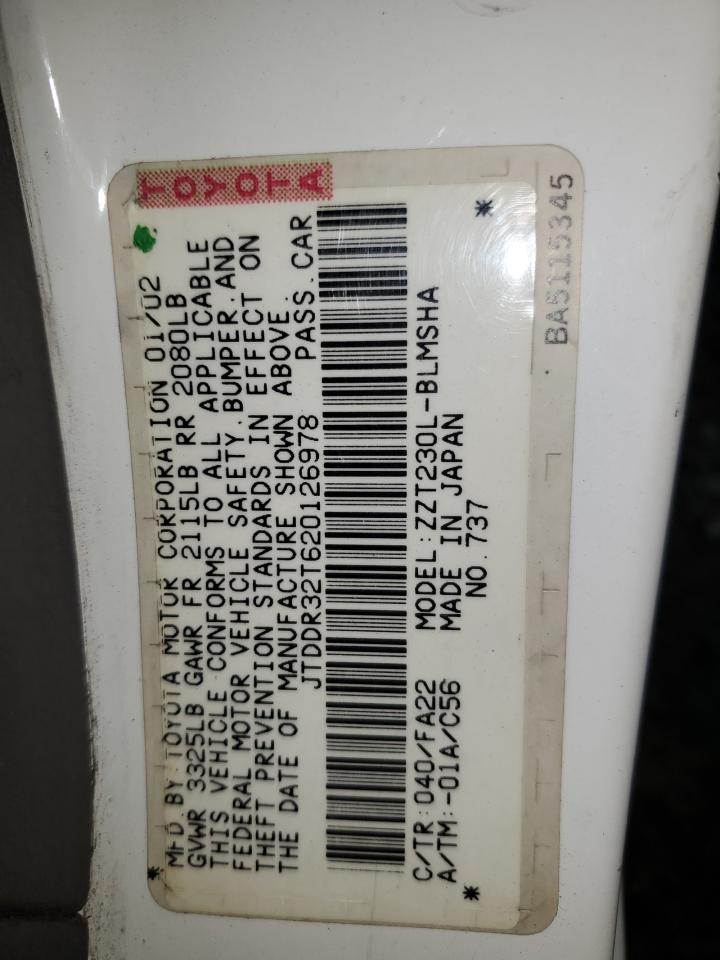 TOYOTA
MFD. BY: TOYOTA MOTOR CORPORATION 01/02
GVWR 3325LB GAWR FR 2115LB RR 2080LB
THIS VEHICLE CONFORMS TO ALL APPLICABLE
FEDERAL MOTOR VEHICLE SAFETY.BUMPER.AND
THEFT PREVENTION STANDARDS IN EFFECT ON
THE DATE OF MANUFACTURE SHOWN ABOVE.
JTDDR32T620126978 PASS.CAR
C/TR:040/FA22 MODEL:ZZT230L-BLMSHA
A/TM:-01A/C56 MADE IN JAPAN
NO.737
BA5115345